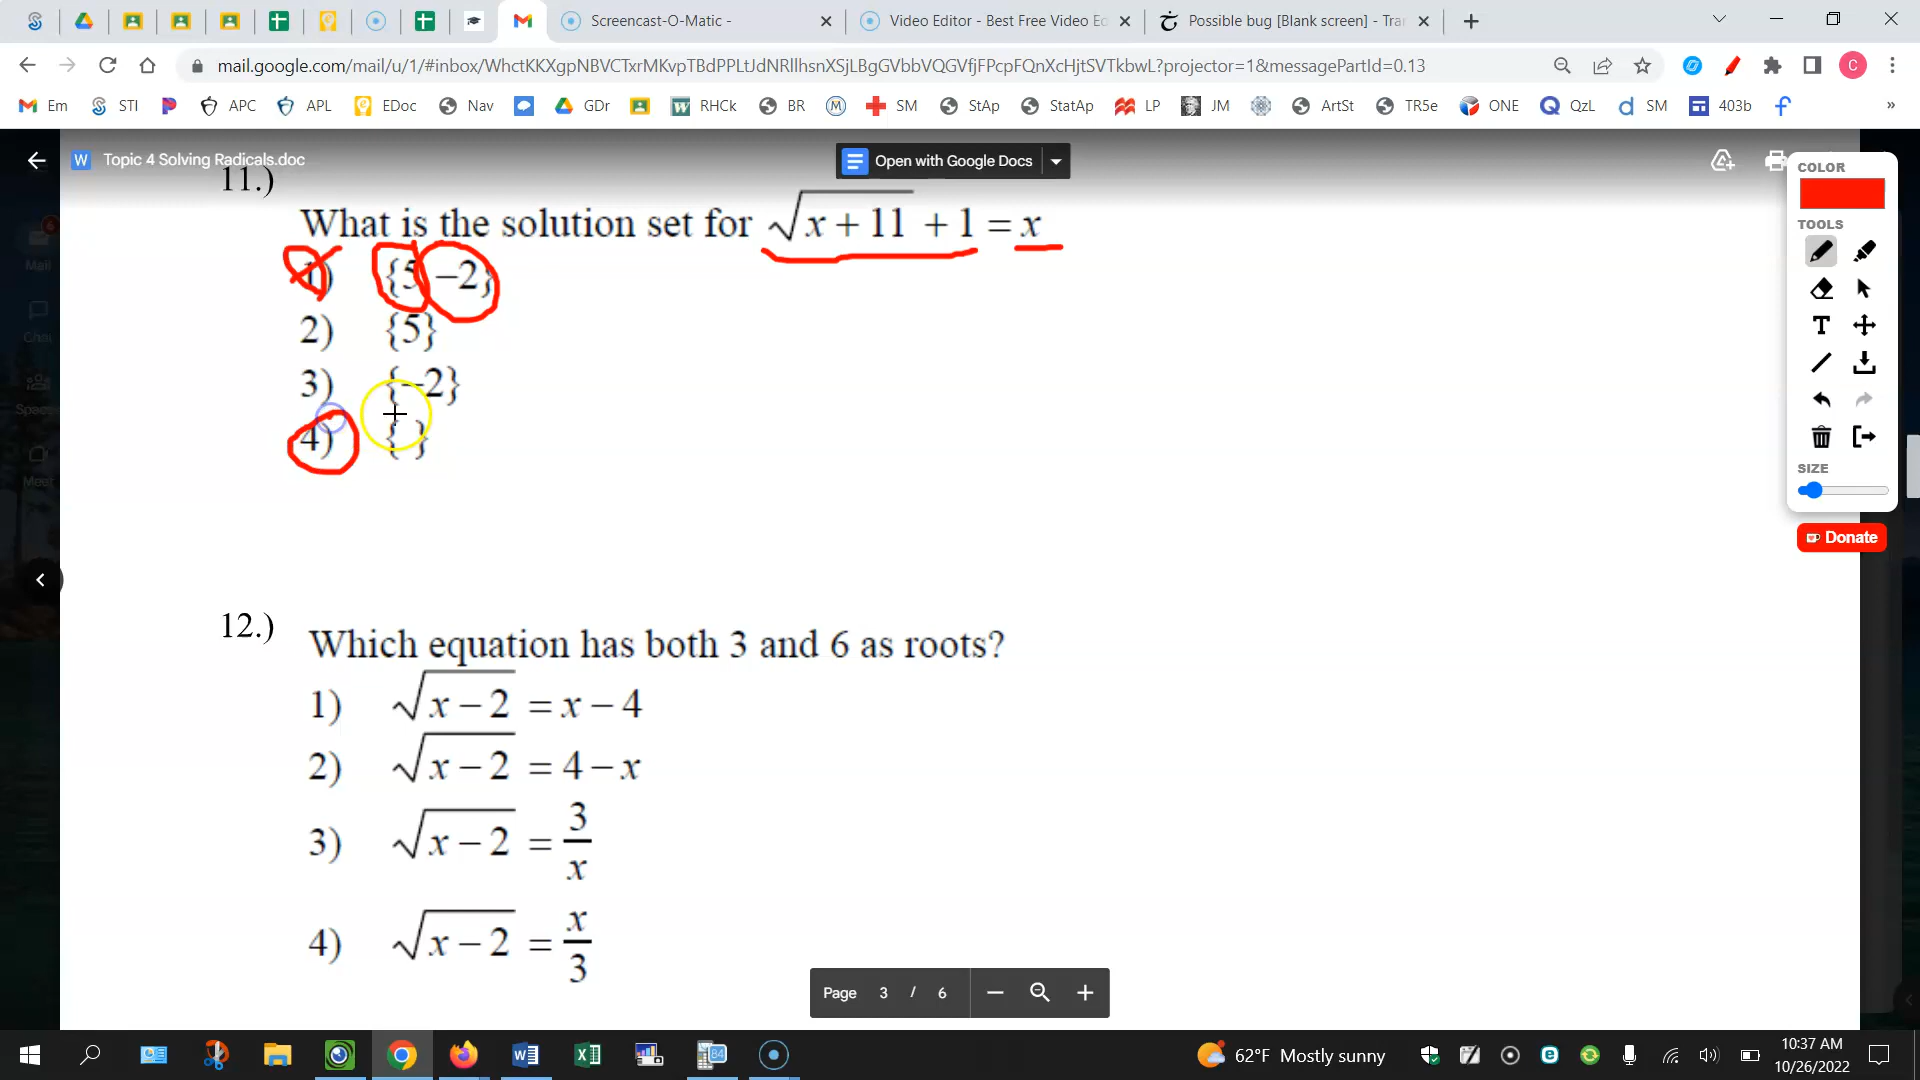 Screencast-O-Matic -
Video Editor - Best Free Video Ed
Possible bug [Blank screen] - Tra
mail.google.com/mail/u/1/#inbox/WhctKKXgpNBVCTxrMKvpTBdPPLtJdNRllhsnXSjLBgGVbbVQGVfjFPcpFQnXcHjtSVTkbwL?projector=1&messagePartId=0.13
C
Em STI APC APL EDoc Nav GDr RHCk BR SM StAp StatAp LP JM ArtSt TR5e ONE QzL SM 403b »
Topic 4 Solving Radicals.doc
Open with Google Docs
COLOR
TOOLS
SIZE
Donate
Mail
Chat
Spaces
Meet
11.)
What is the solution set for √(x + 11) + 1 = x
1) {5, −2}
2) {5}
3) {−2}
4) { }
12.)
Which equation has both 3 and 6 as roots?
1) √(x − 2) = x − 4
2) √(x − 2) = 4 − x
3) √(x − 2) = 3/x
4) √(x − 2) = x/3
Page 3 / 6
62°F Mostly sunny
10:37 AM
10/26/2022